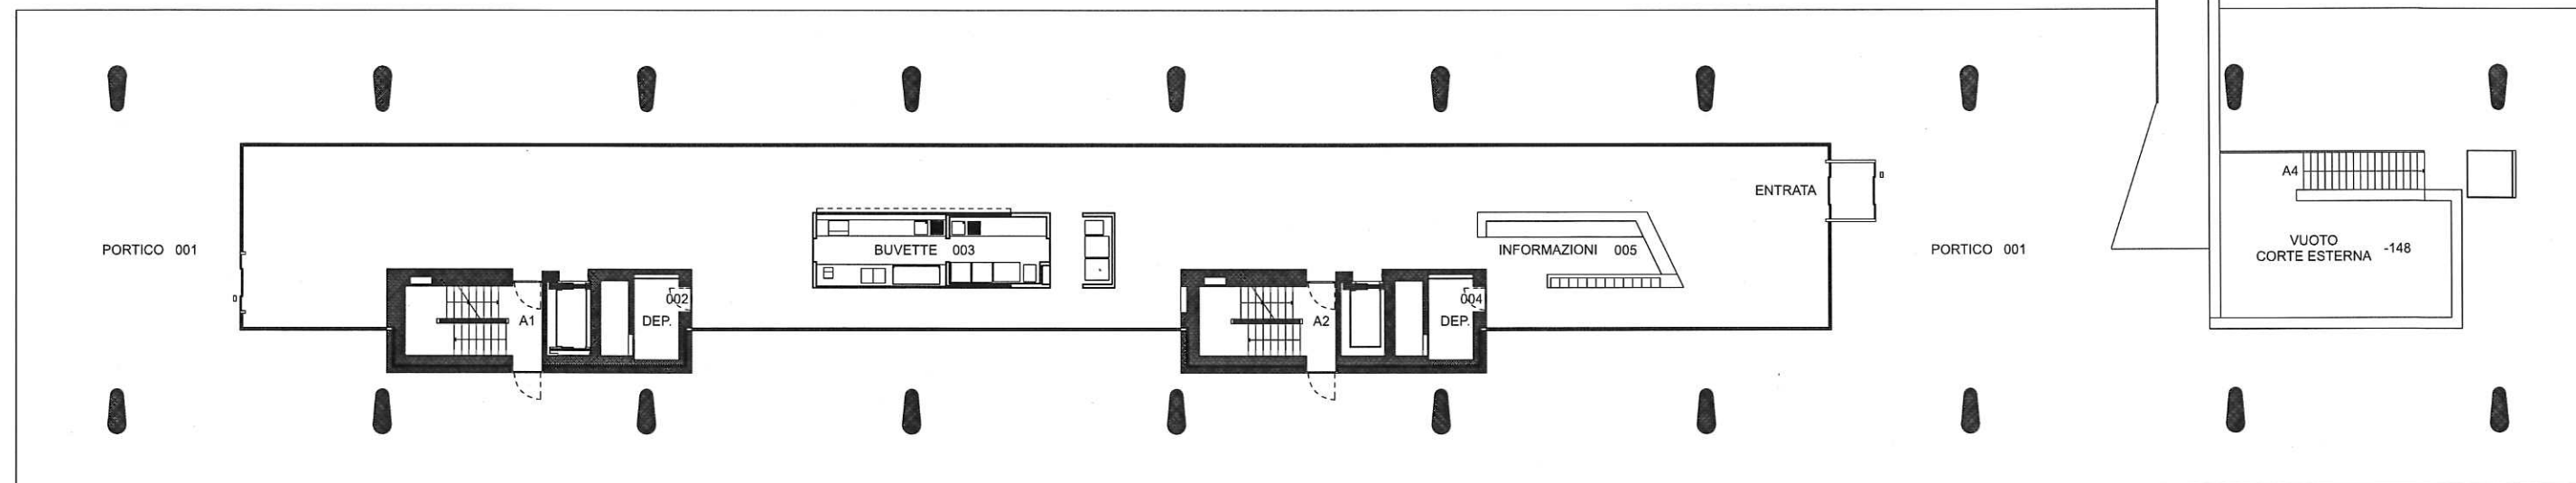 ENTRATA
A4
PORTICO 001
BUVETTE 003
INFORMAZIONI 005
PORTICO 001
VUOTO
CORTE ESTERNA -148
002
A1
DEP.
004
A2
DEP.